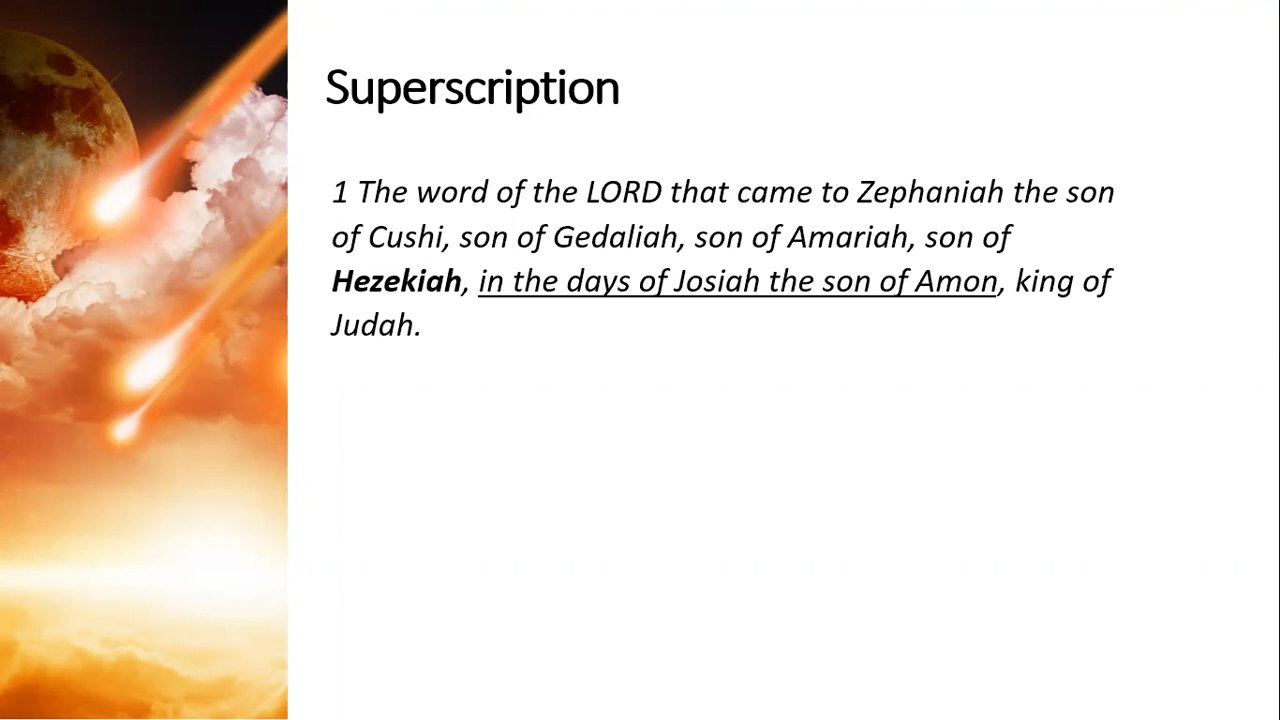 Superscription
1 The word of the LORD that came to Zephaniah the son
of Cushi, son of Gedaliah, son of Amariah, son of
Hezekiah, in the days of Josiah the son of Amon, king of
Judah.